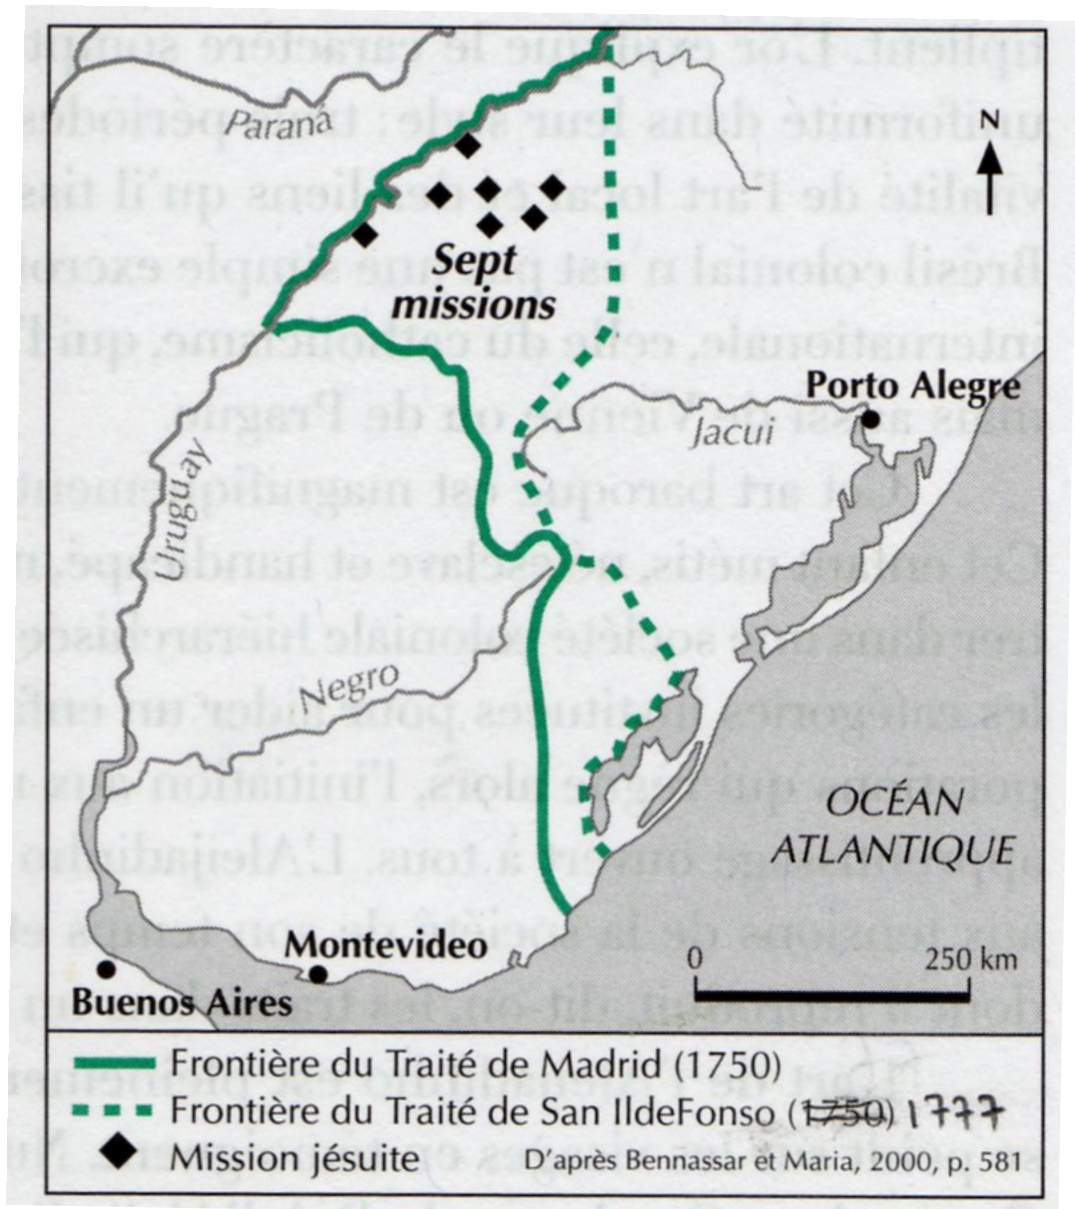 Paraná
N
Sept
missions
Porto Alegre
Jacui
Uruguay
Negro
OCÉAN
ATLANTIQUE
Montevideo
0 250 km
Buenos Aires
Frontière du Traité de Madrid (1750)
Frontière du Traité de San IldeFonso (1750) 1777
Mission jésuite D'après Bennassar et Maria, 2000, p. 581